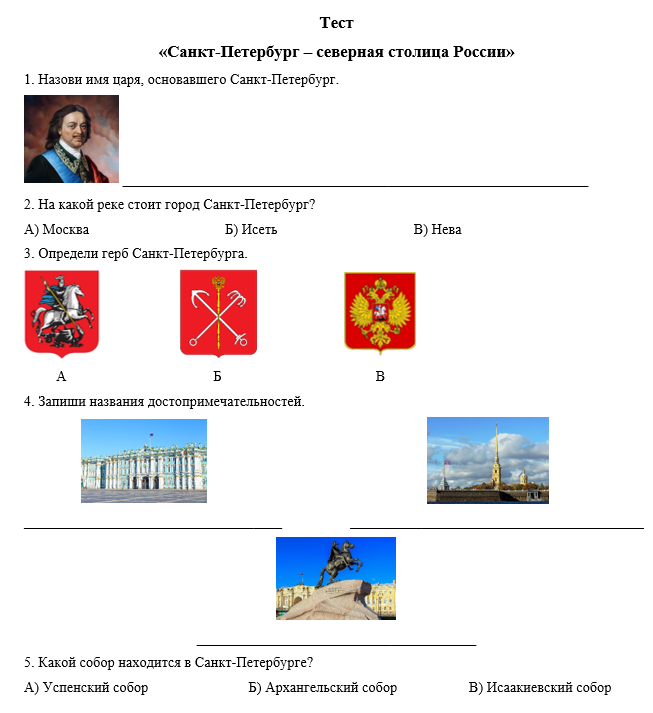 Тест
«Санкт-Петербург – северная столица России»
1. Назови имя царя, основавшего Санкт-Петербург.
2. На какой реке стоит город Санкт-Петербург?
А) Москва Б) Исеть В) Нева
3. Определи герб Санкт-Петербурга.
А Б В
4. Запиши названия достопримечательностей.
5. Какой собор находится в Санкт-Петербурге?
А) Успенский собор Б) Архангельский собор В) Исаакиевский собор